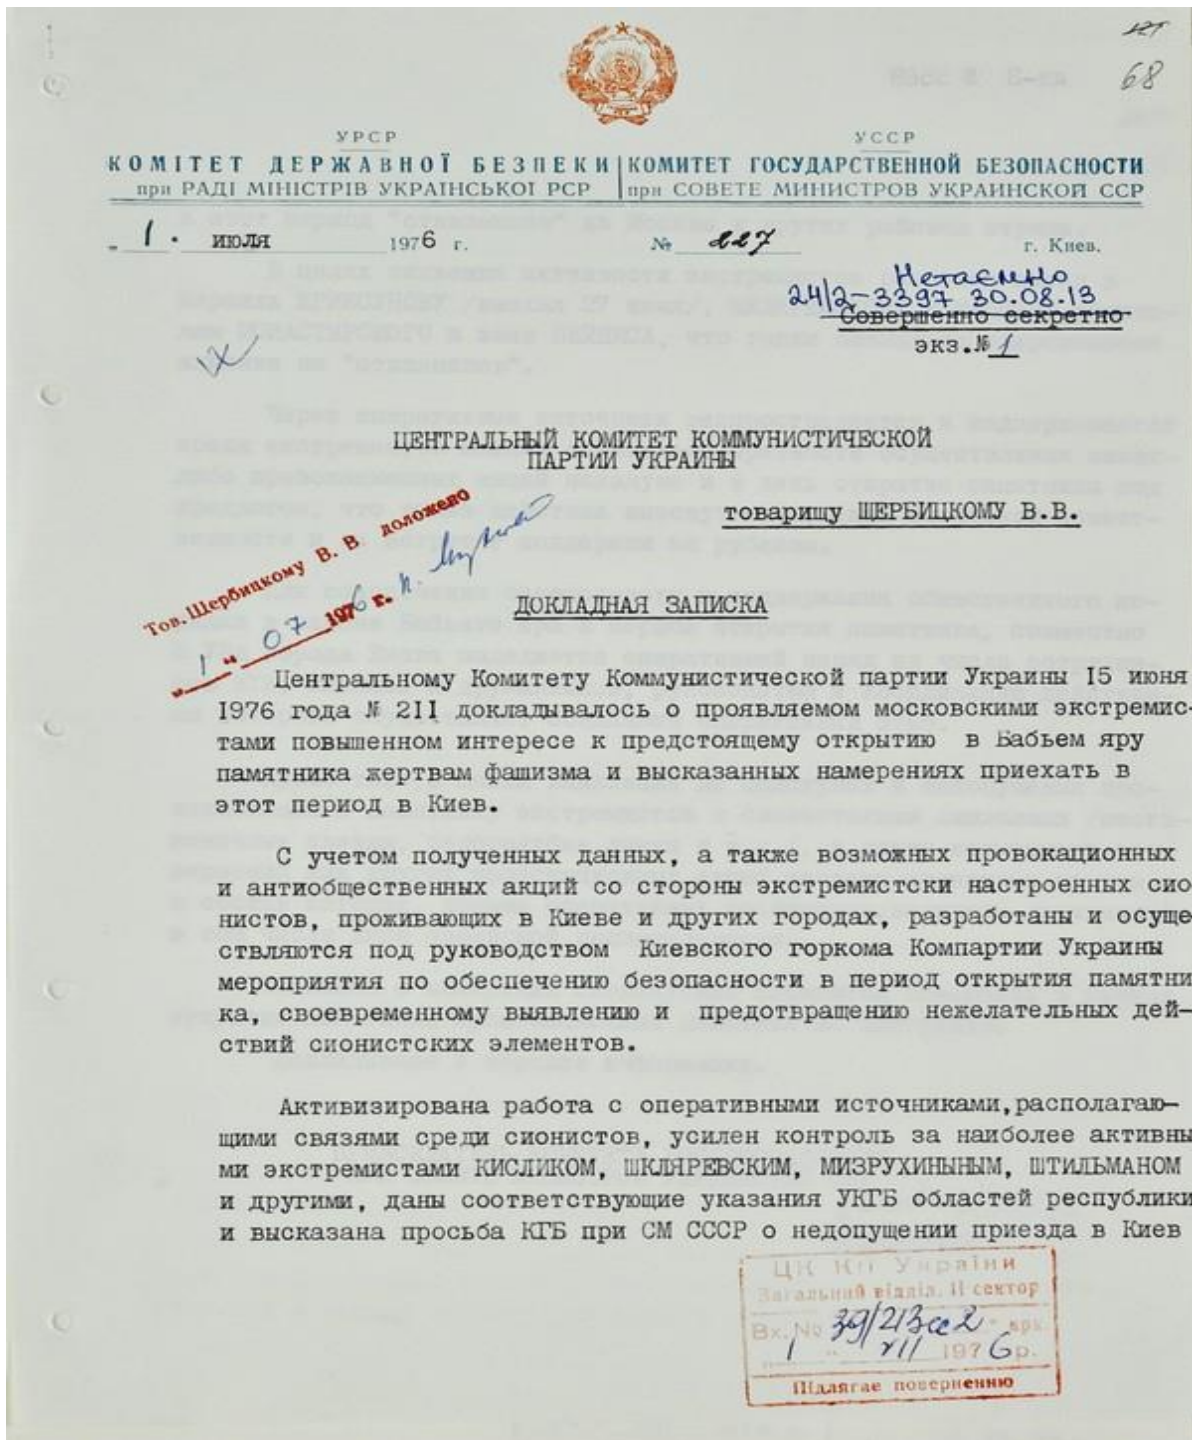 68
УРСР
УССР
КОМІТЕТ ДЕРЖАВНОЇ БЕЗПЕКИ
при РАДІ МІНІСТРІВ УКРАЇНСЬКОЇ РСР
КОМИТЕТ ГОСУДАРСТВЕННОЙ БЕЗОПАСНОСТИ
при СОВЕТЕ МИНИСТРОВ УКРАИНСКОЙ ССР
„ 1 . июля 1976 г. № 227 г. Киев.
Нетаємно
24/2-3397 30.08.13
Совершенно секретно
экз.№ 1
ЦЕНТРАЛЬНЫЙ КОМИТЕТ КОММУНИСТИЧЕСКОЙ
ПАРТИИ УКРАИНЫ
товарищу ЩЕРБИЦКОМУ В.В.
Тов. Щербицкому В. В. доложено
„ 1 “ 07 1976 г.
ДОКЛАДНАЯ ЗАПИСКА
Центральному Комитету Коммунистической партии Украины 15 июня
1976 года № 211 докладывалось о проявляемом московскими экстремис-
тами повышенном интересе к предстоящему открытию в Бабьем яру
памятника жертвам фашизма и высказанных намерениях приехать в
этот период в Киев.
С учетом полученных данных, а также возможных провокационных
и антиобщественных акций со стороны экстремистски настроенных сио-
нистов, проживающих в Киеве и других городах, разработаны и осуще-
ствляются под руководством Киевского горкома Компартии Украины
мероприятия по обеспечению безопасности в период открытия памятни
ка, своевременному выявлению и предотвращению нежелательных дей-
ствий сионистских элементов.
Активизирована работа с оперативными источниками,располагаю-
щими связями среди сионистов, усилен контроль за наиболее активны
ми экстремистами КИСЛИКОМ, ШКЛЯРЕВСКИМ, МИЗРУХИНЫНЫМ, ШТИЛЬМАНОМ
и другими, даны соответствующие указания УКГБ областей республики
и высказана просьба КГБ при СМ СССР о недопущении приезда в Киев
ЦК КП України
Загальний відділ. II сектор
Вх. № 39/213сс2 арк.
„ 1 “ VII 1976 р.
Підлягає поверненню